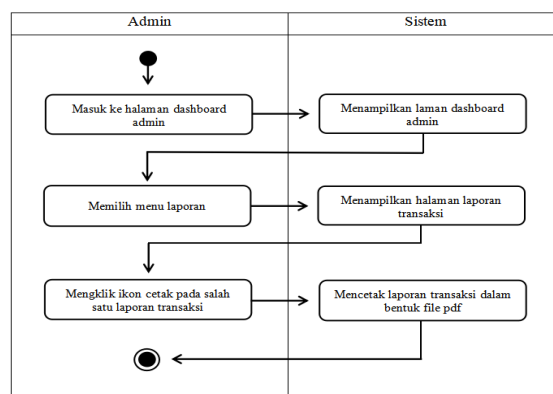 Admin
Sistem
Masuk ke halaman dashboard
admin
Menampilkan laman dashboard
admin
Memilih menu laporan
Menampilkan halaman laporan
transaksi
Mengklik ikon cetak pada salah
satu laporan transaksi
Mencetak laporan transaksi dalam
bentuk file pdf